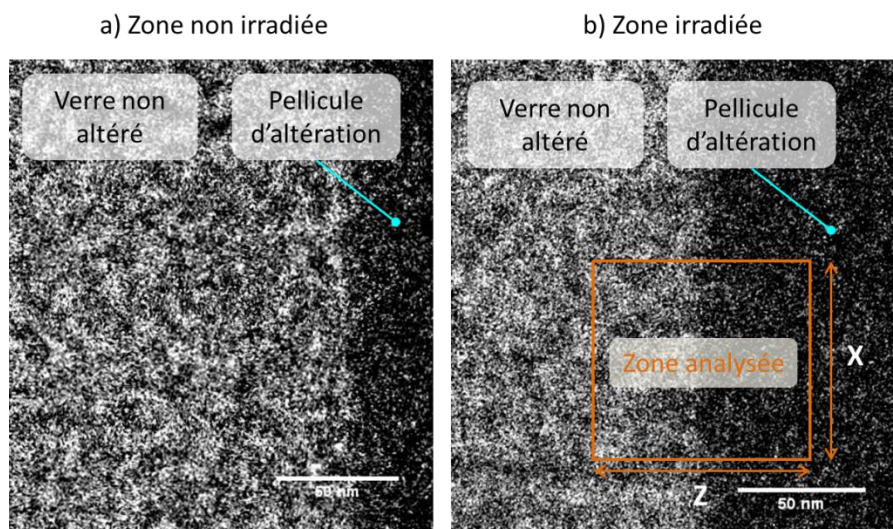 a) Zone non irradiée
b) Zone irradiée
Verre non
altéré
Pellicule
d'altération
Verre non
altéré
Pellicule
d'altération
Zone analysée
X
Z
50 nm
50 nm